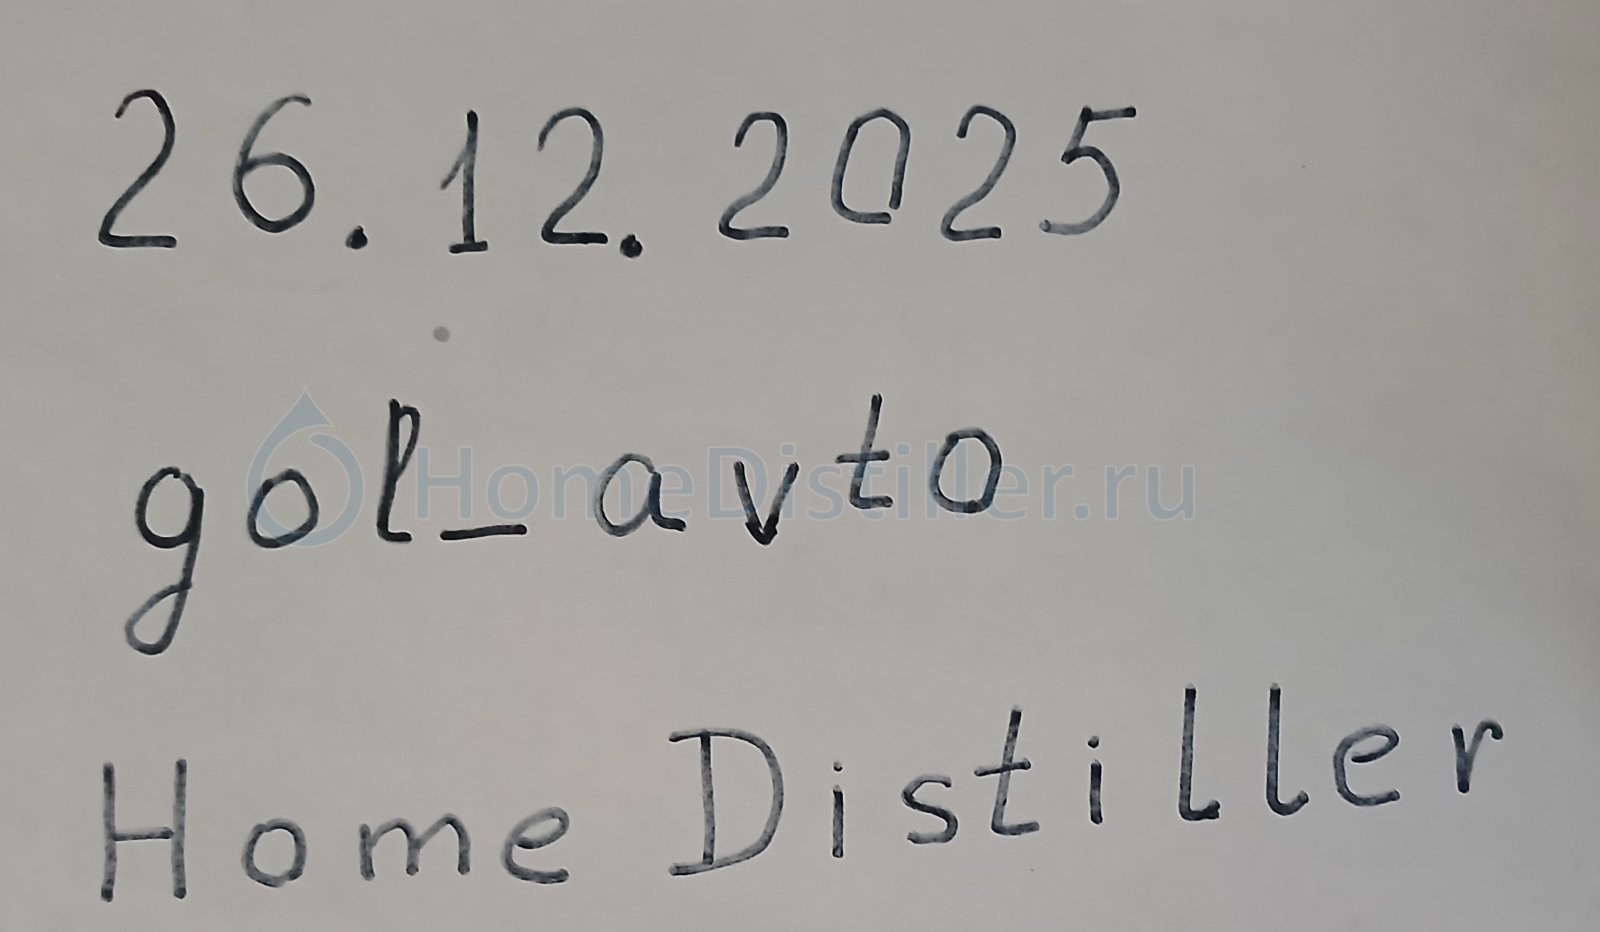 26.12.2025
gol_avto
HomeDistiller.ru
Home Distiller